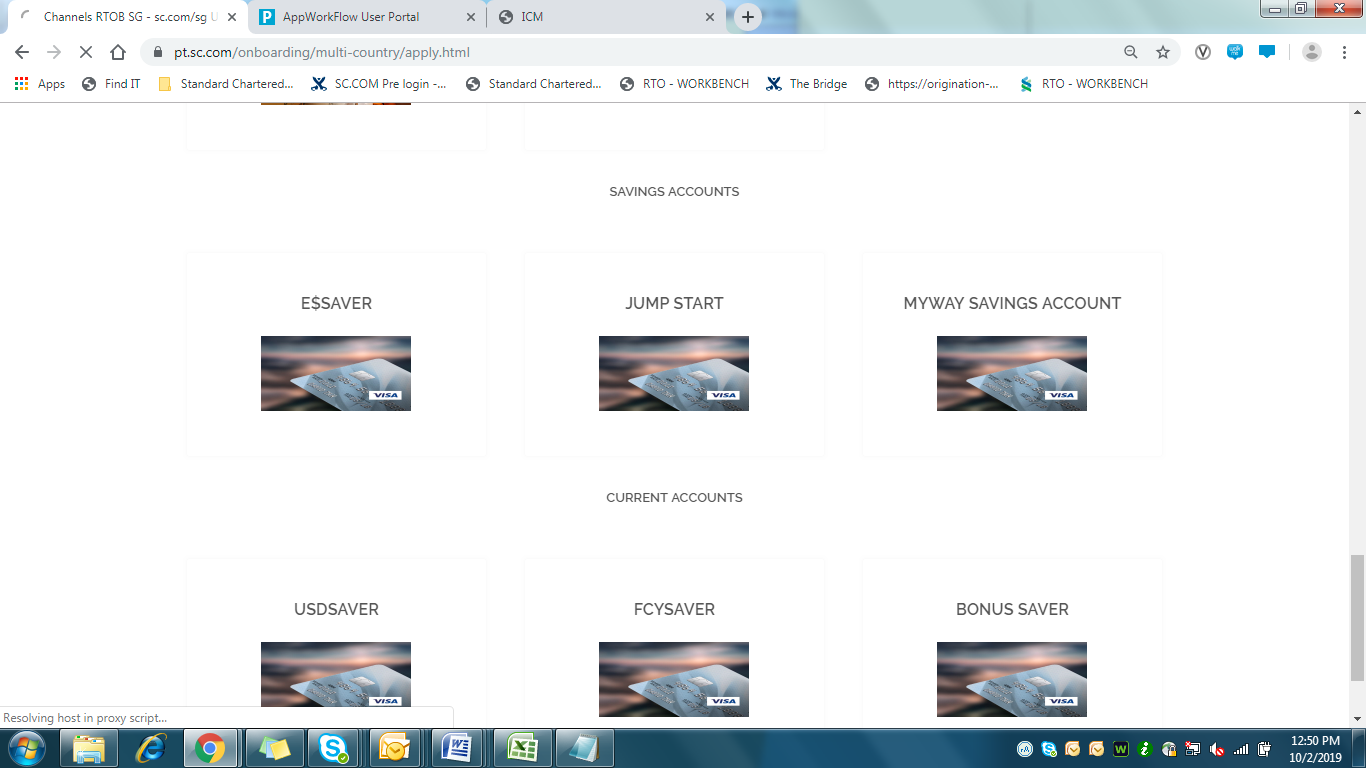 Channels RTOB SG - sc.com/sg U
AppWorkFlow User Portal
ICM
pt.sc.com/onboarding/multi-country/apply.html
Apps
Find IT
Standard Chartered...
SC.COM Pre login -...
Standard Chartered...
RTO - WORKBENCH
The Bridge
https://origination-...
RTO - WORKBENCH
SAVINGS ACCOUNTS
E$SAVER
JUMP START
MYWAY SAVINGS ACCOUNT
VISA
VISA
VISA
CURRENT ACCOUNTS
USDSAVER
FCYSAVER
BONUS SAVER
VISA
VISA
VISA
Resolving host in proxy script...
12:50 PM
10/2/2019